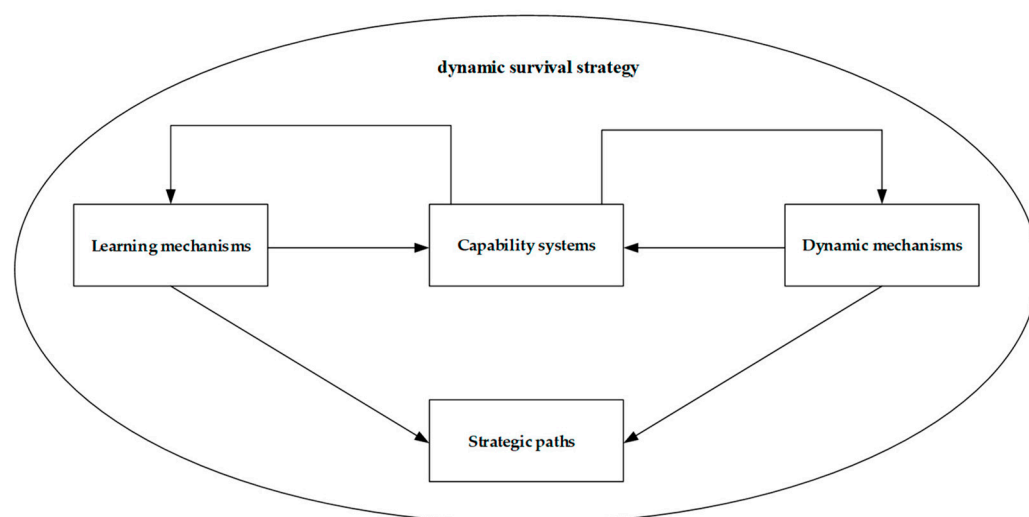 dynamic survival strategy
Learning mechanisms
Capability systems
Dynamic mechanisms
Strategic paths